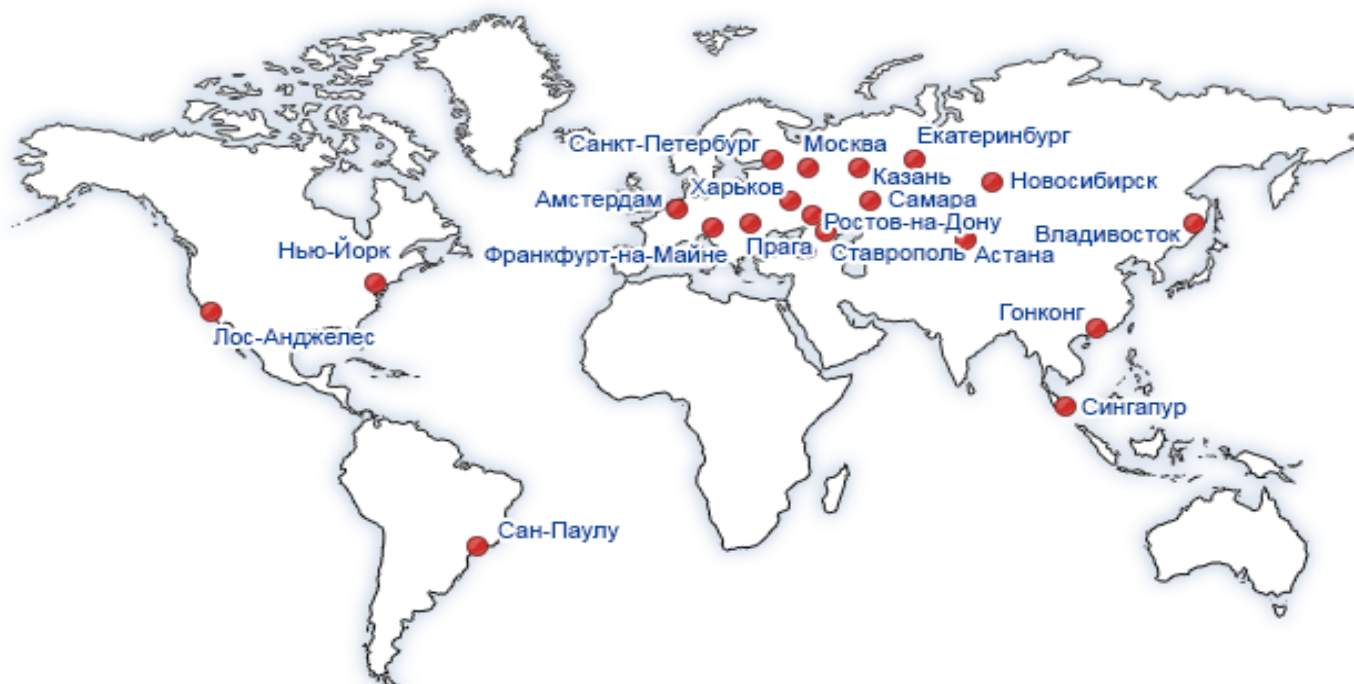 Санкт-Петербург
Москва
Екатеринбург
Казань
Новосибирск
Амстердам
Харьков
Самара
Ростов-на-Дону
Владивосток
Нью-Йорк
Франкфурт-на-Майне
Прага
Ставрополь
Астана
Гонконг
Лос-Анджелес
Сингапур
Сан-Паулу